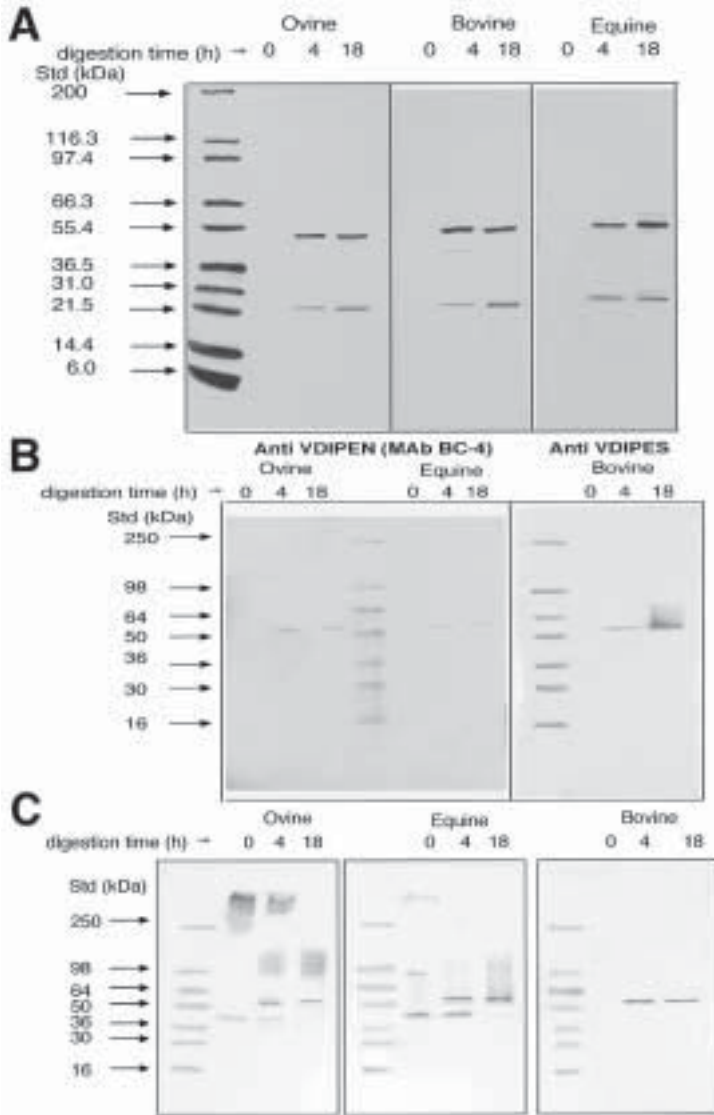 A
Ovine Bovine Equine
digestion time (h) → 0 4 18 0 4 18 0 4 18
Std (kDa)
200
116.3
97.4
66.3
55.4
36.5
31.0
21.5
14.4
6.0
Anti VDIPEN (MAb BC-4) Anti VDIPES
B
Ovine Equine Bovine
digestion time (h) → 0 4 18 0 4 18 0 4 18
Std (kDa)
250
98
64
50
36
30
16
C
Ovine Equine Bovine
digestion time (h) → 0 4 18 0 4 18 0 4 18
Std (kDa)
250
98
64
50
36
30
16